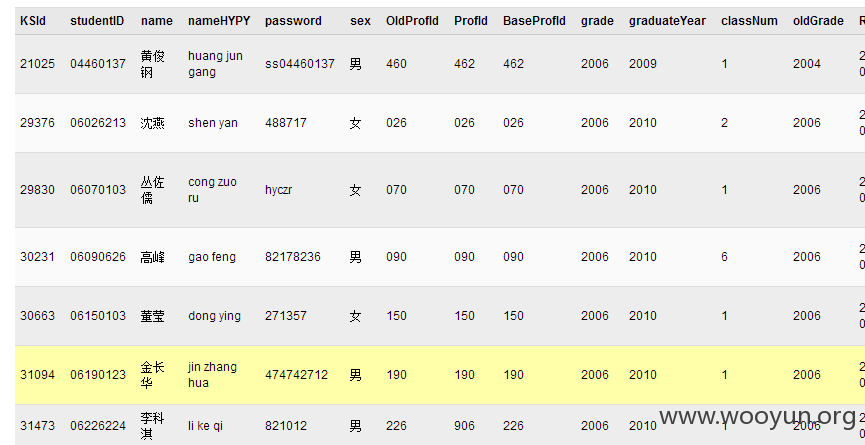 KSId studentID name nameHYPY password sex OldProfId ProfId BaseProfId grade graduateYear classNum oldGrade R
黄俊 huang jun 2
21025 04460137 ss04460137 男 460 462 462 2006 2009 1 2004
钢 gang 0
2
29376 06026213 沈燕 shen yan 488717 女 026 026 026 2006 2010 2 2006
0
丛佐 cong zuo 2
29830 06070103 hyczr 女 070 070 070 2006 2010 1 2006
儒 ru 0
2
30231 06090626 高峰 gao feng 82178236 男 090 090 090 2006 2010 6 2006
0
2
30663 06150103 董莹 dong ying 271357 女 150 150 150 2006 2010 1 2006
0
金长 jin zhang 2
31094 06190123 474742712 男 190 190 190 2006 2010 1 2006
华 hua 0
李科 2
31473 06226224 li ke qi 821012 男 226 906 226 2006 2010 1 2006
淇
www.wooyun.org